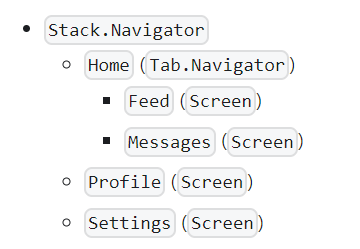 Stack.Navigator
Home (Tab.Navigator)
Feed (Screen)
Messages (Screen)
Profile (Screen)
Settings (Screen)